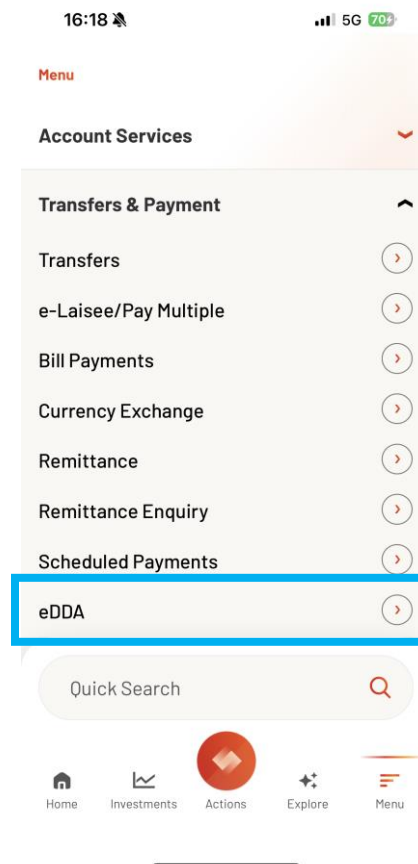 16:18 5G 70
Menu
Account Services
Transfers & Payment
Transfers
e-Laisee/Pay Multiple
Bill Payments
Currency Exchange
Remittance
Remittance Enquiry
Scheduled Payments
eDDA
Quick Search
Home Investments Actions Explore Menu